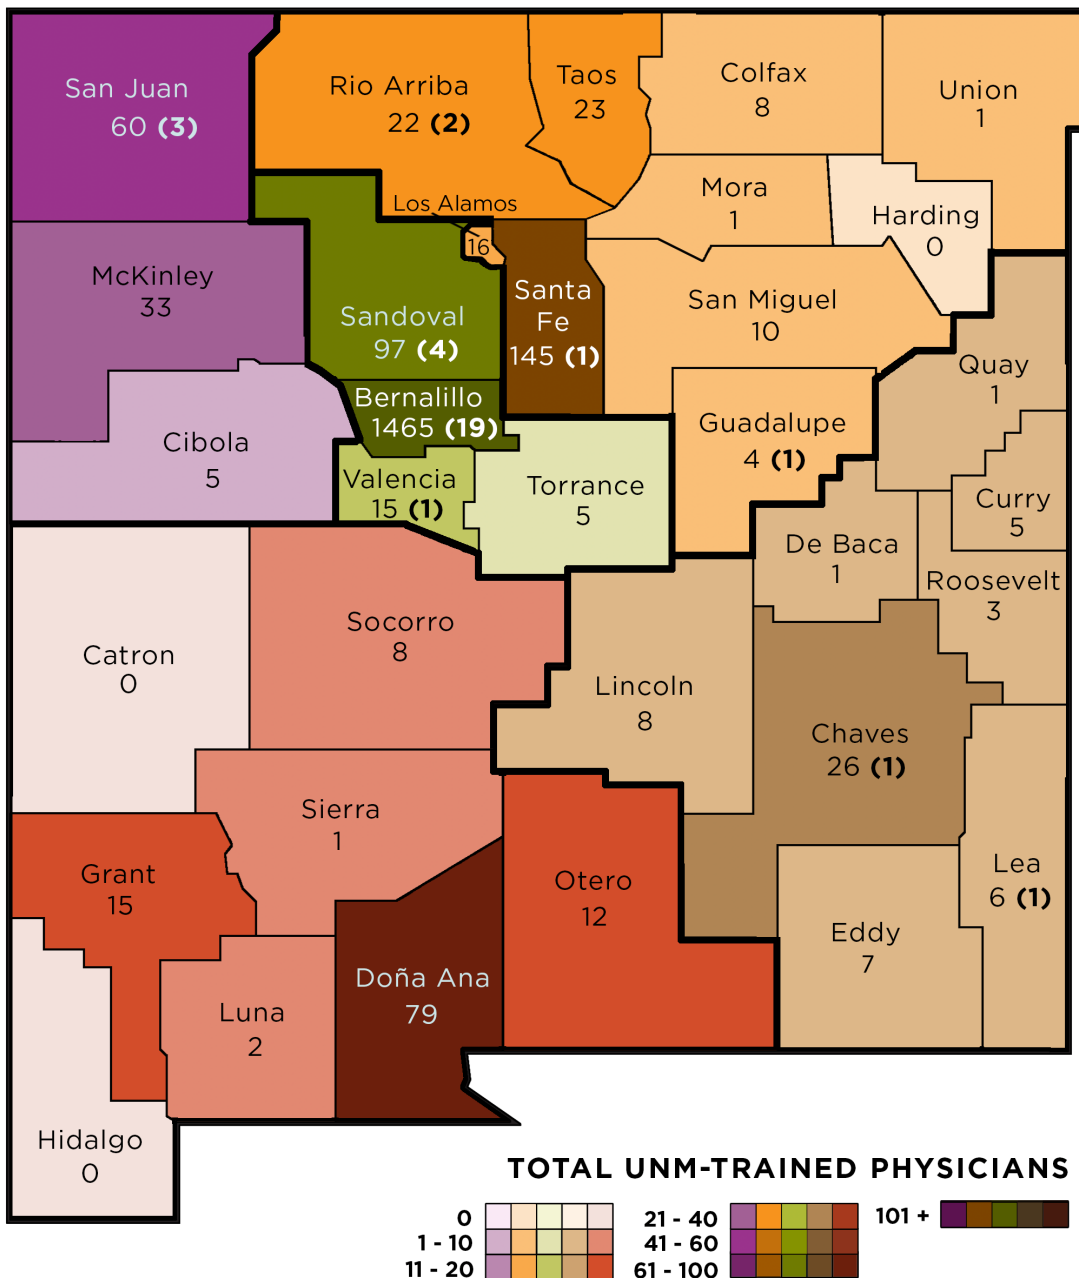 San Juan
60 (3)
Rio Arriba
22 (2)
Taos
23
Colfax
8
Union
1
Los Alamos
16
Mora
1
Harding
0
McKinley
33
Sandoval
97 (4)
Santa
Fe
145 (1)
San Miguel
10
Quay
1
Bernalillo
1465 (19)
Guadalupe
4 (1)
Cibola
5
Valencia
15 (1)
Torrance
5
Curry
5
De Baca
1
Roosevelt
3
Catron
0
Socorro
8
Lincoln
8
Chaves
26 (1)
Sierra
1
Grant
15
Otero
12
Lea
6 (1)
Eddy
7
Doña Ana
79
Luna
2
Hidalgo
0
TOTAL UNM-TRAINED PHYSICIANS
0
1 - 10
11 - 20
21 - 40
41 - 60
61 - 100
101 +